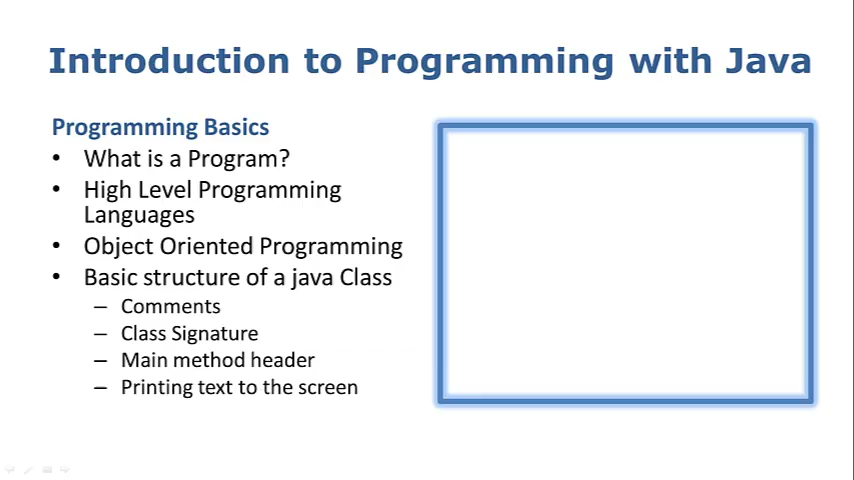 Introduction to Programming with Java
Programming Basics
• What is a Program?
• High Level Programming
Languages
• Object Oriented Programming
• Basic structure of a java Class
– Comments
– Class Signature
– Main method header
– Printing text to the screen